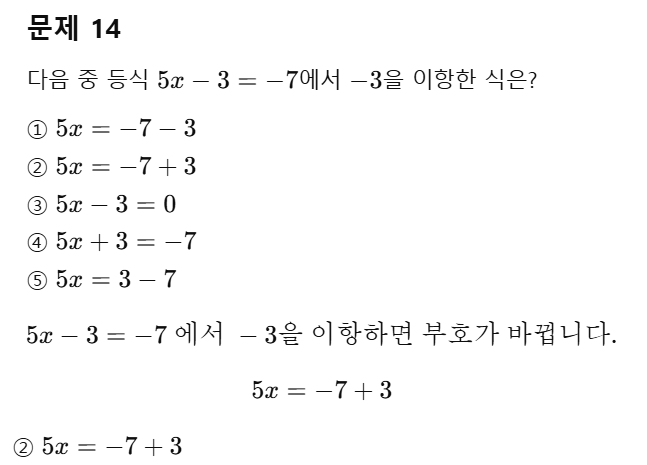 문제 14
다음 중 등식 5x − 3 = −7에서 −3을 이항한 식은?
① 5x = −7 − 3
② 5x = −7 + 3
③ 5x − 3 = 0
④ 5x + 3 = −7
⑤ 5x = 3 − 7
5x − 3 = −7 에서 − 3을 이항하면 부호가 바뀝니다.
5x = −7 + 3
② 5x = −7 + 3